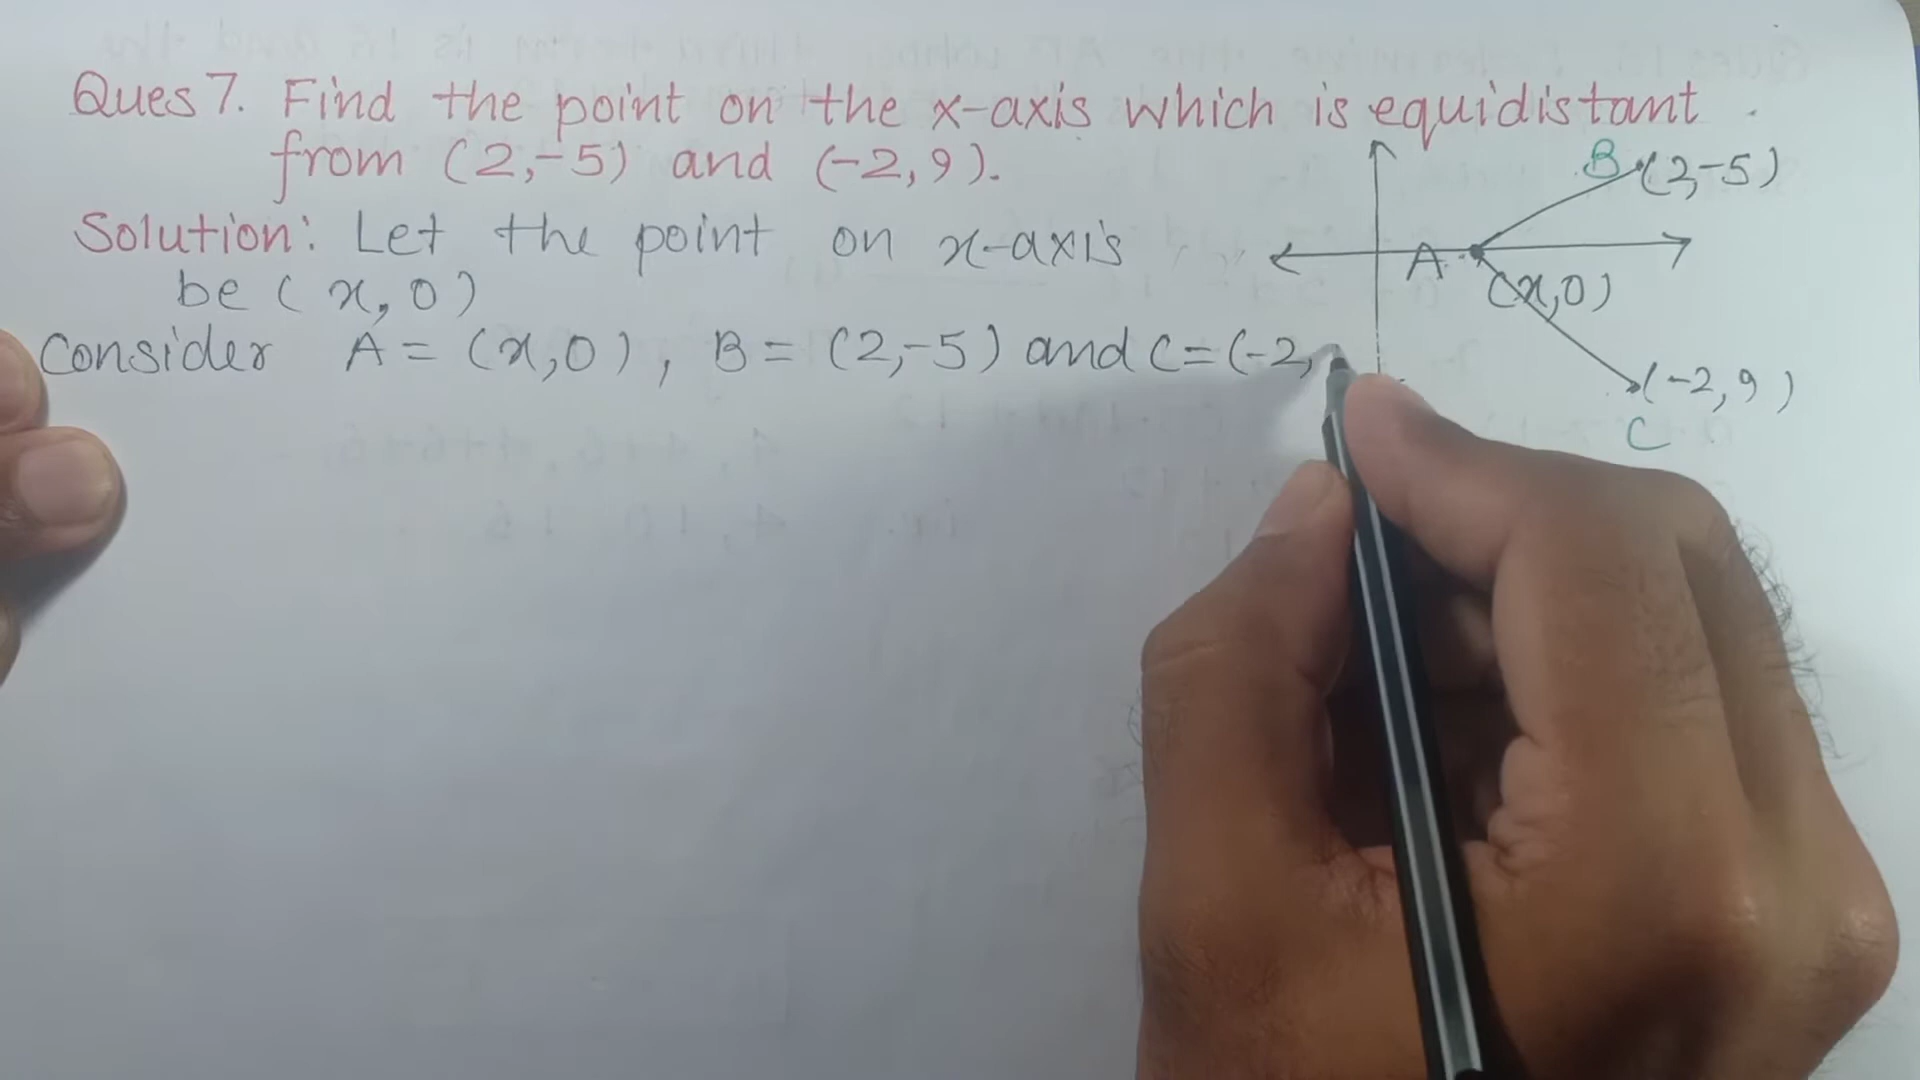 Ques 7. Find the point on the x-axis which is equidistant
from (2,-5) and (-2,9).
B (2,-5)
Solution: Let the point on x-axis
be (x,0)
A
(x,0)
Consider A = (x,0), B = (2,-5) and C = (-2,
(-2,9)
C